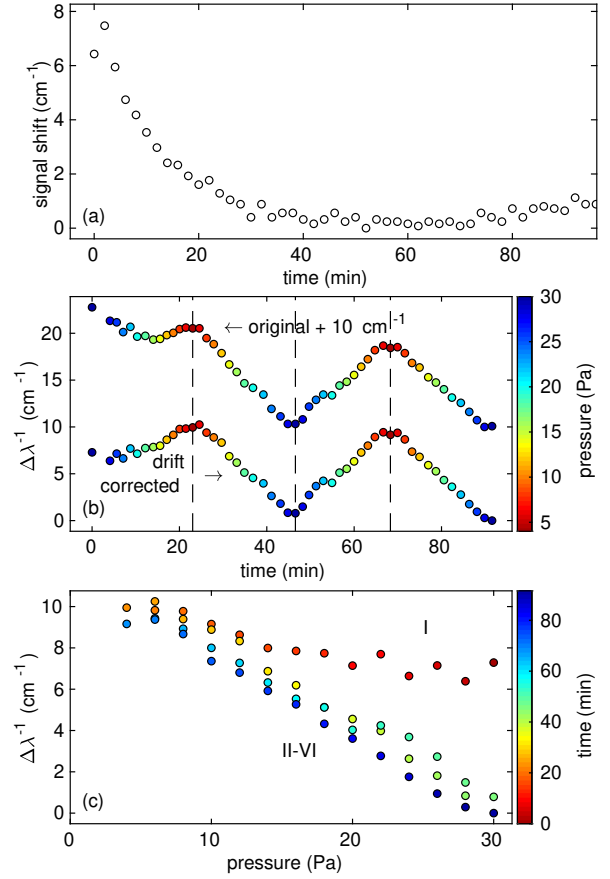 8
6
4
2
0
signal shift (cm-1)
(a)
0 20 40 60 80
time (min)
20
15
10
5
0
Δλ-1 (cm-1)
← original + 10 cm-1
drift
corrected →
(b)
0 20 40 60 80
time (min)
30
25
20
15
10
5
pressure (Pa)
10
8
6
4
2
0
Δλ-1 (cm-1)
I
II-VI
(c)
0 10 20 30
pressure (Pa)
80
60
40
20
0
time (min)